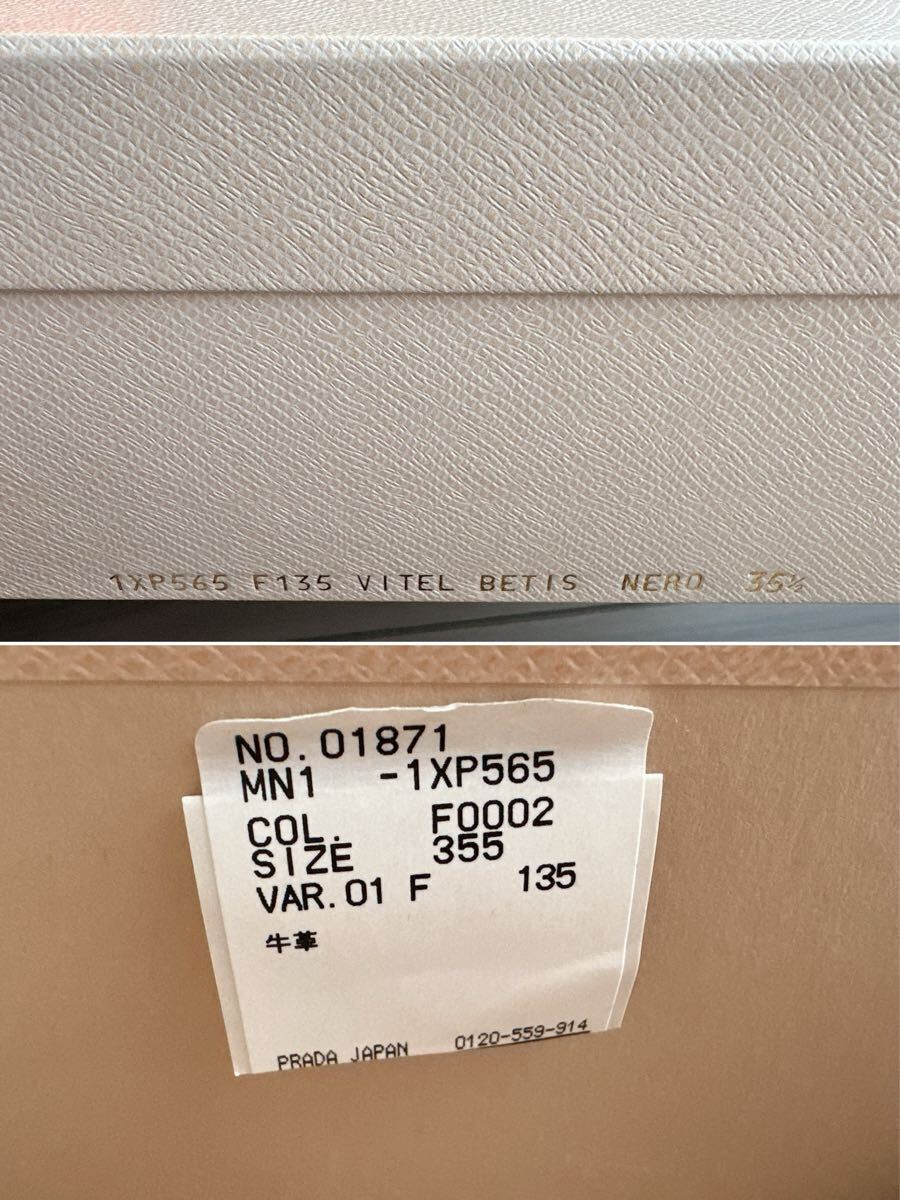 1XP565 F135 VITEL BETIS NERO 35½
NO.01871
MN1 -1XP565
COL. F0002
SIZE 355
VAR.01 F 135
牛革
PRADA JAPAN 0120-559-914